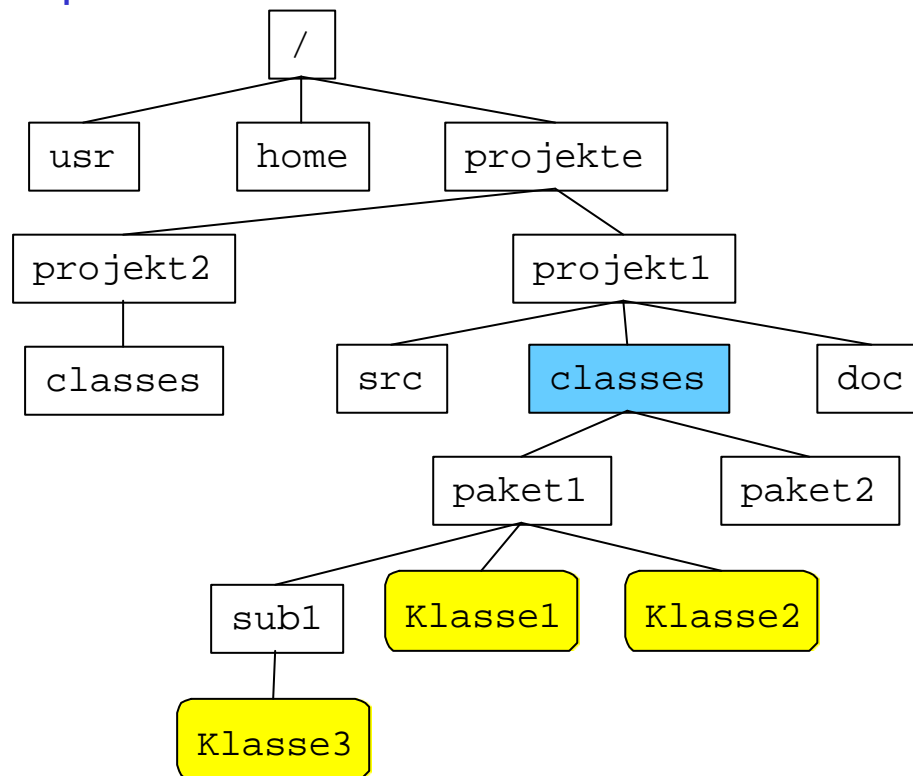 /
usr home projekte
projekt2 projekt1
classes src classes doc
paket1 paket2
sub1 Klasse1 Klasse2
Klasse3